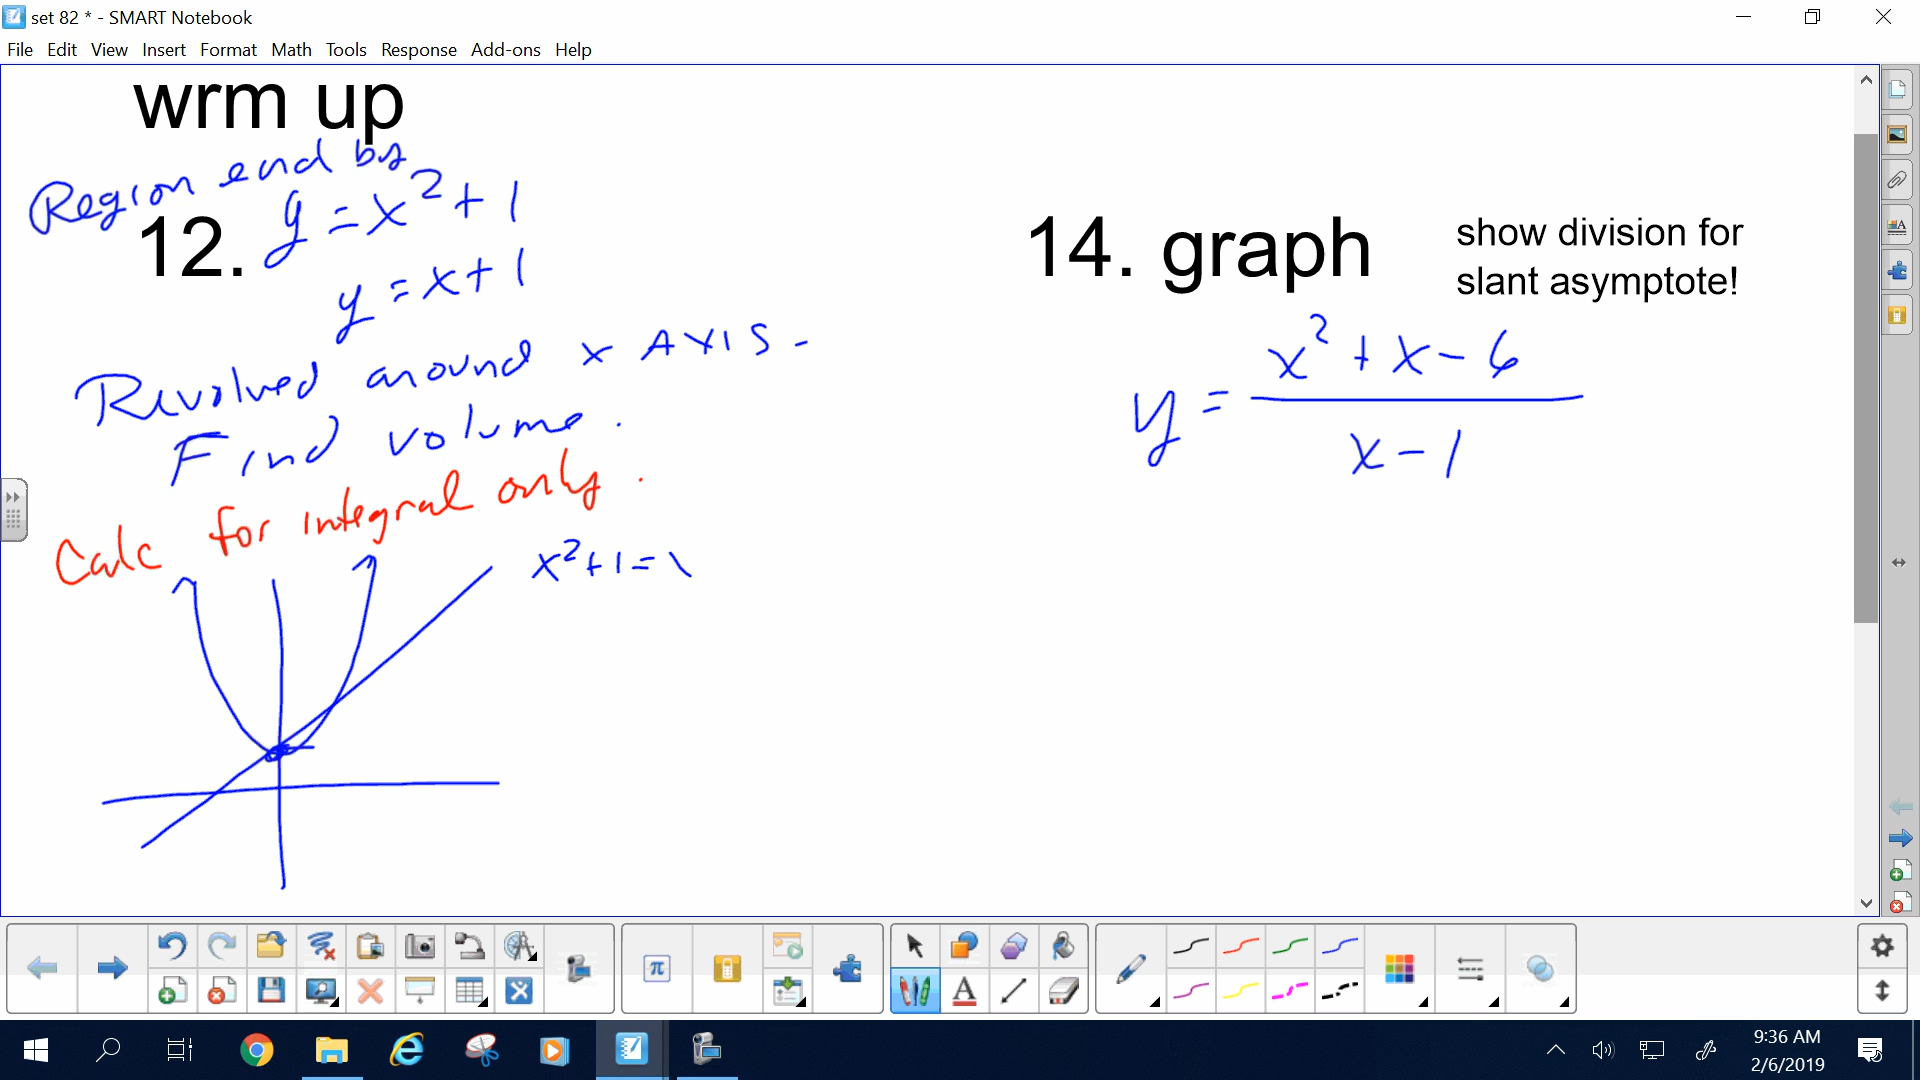 set 82 * - SMART Notebook
File Edit View Insert Format Math Tools Response Add-ons Help
wrm up
Region encl by
12. y = x² + 1
y = x + 1
Revolved around x AXIS.
Find volume.
Calc for integral only.
x² + 1 =
14. graph
show division for
slant asymptote!
y = (x² + x - 6)/(x - 1)
9:36 AM
2/6/2019